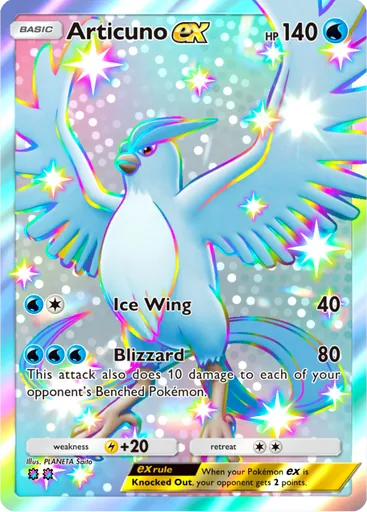 BASIC
Articuno ex
HP 140
Ice Wing 40
Blizzard 80
This attack also does 10 damage to each of your
opponent's Benched Pokémon.
weakness +20 retreat
Illus. PLANETA Saito
ex rule When your Pokémon ex is
Knocked Out, your opponent gets 2 points.